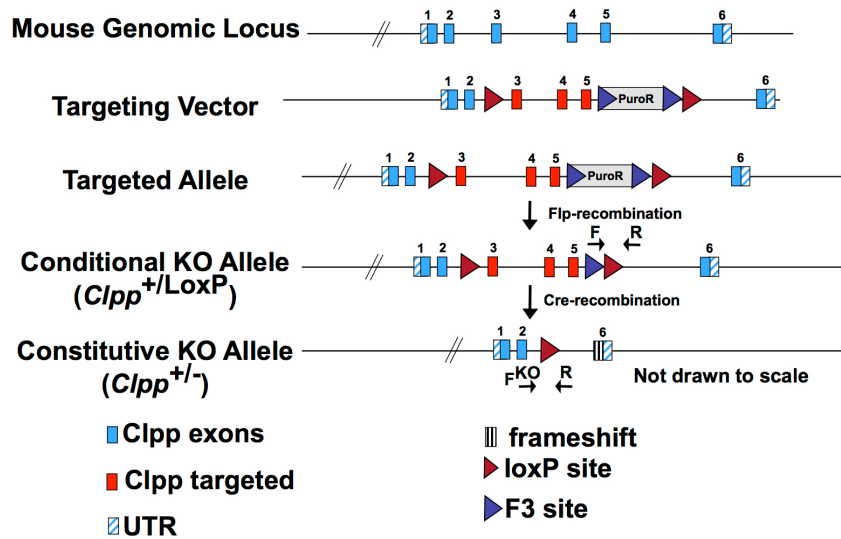 Mouse Genomic Locus
1 2 3 4 5 6
Targeting Vector
1 2 3 4 5 PuroR 6
Targeted Allele
1 2 3 4 5 PuroR 6
Flp-recombination
F R
Conditional KO Allele
(Clpp+/LoxP)
1 2 3 4 5 6
Cre-recombination
Constitutive KO Allele
(Clpp+/-)
1 2 6
FKO R
Not drawn to scale
Clpp exons
Clpp targeted
UTR
frameshift
loxP site
F3 site